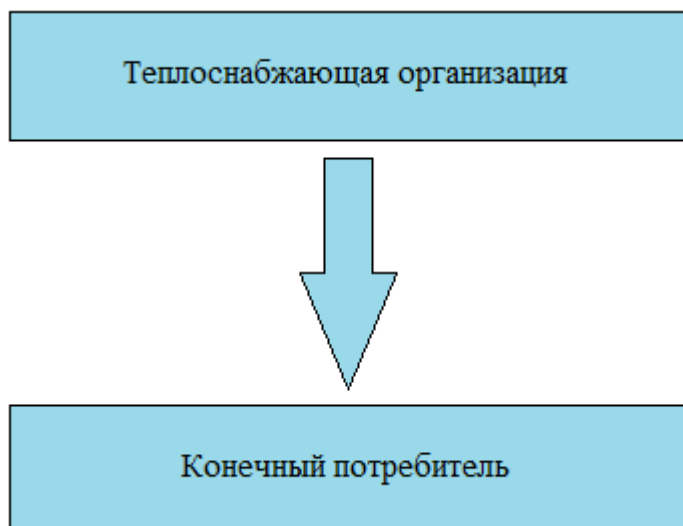 Теплоснабжающая организация
Конечный потребитель